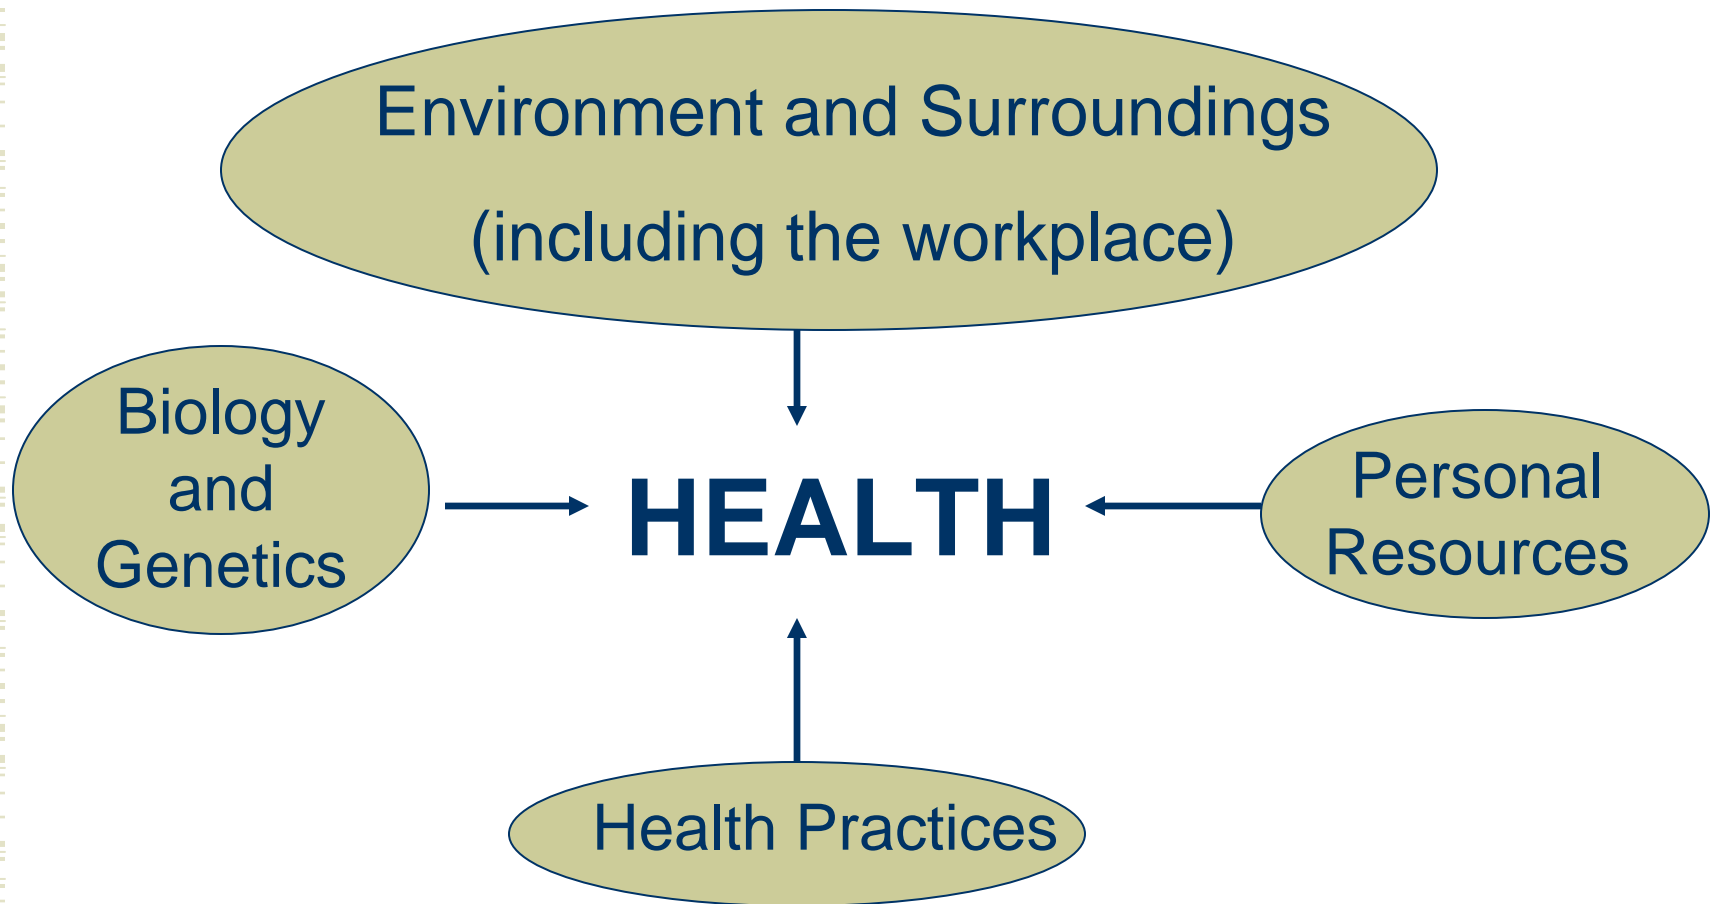 Environment and Surroundings
(including the workplace)
Biology
and
Genetics
HEALTH
Personal
Resources
Health Practices